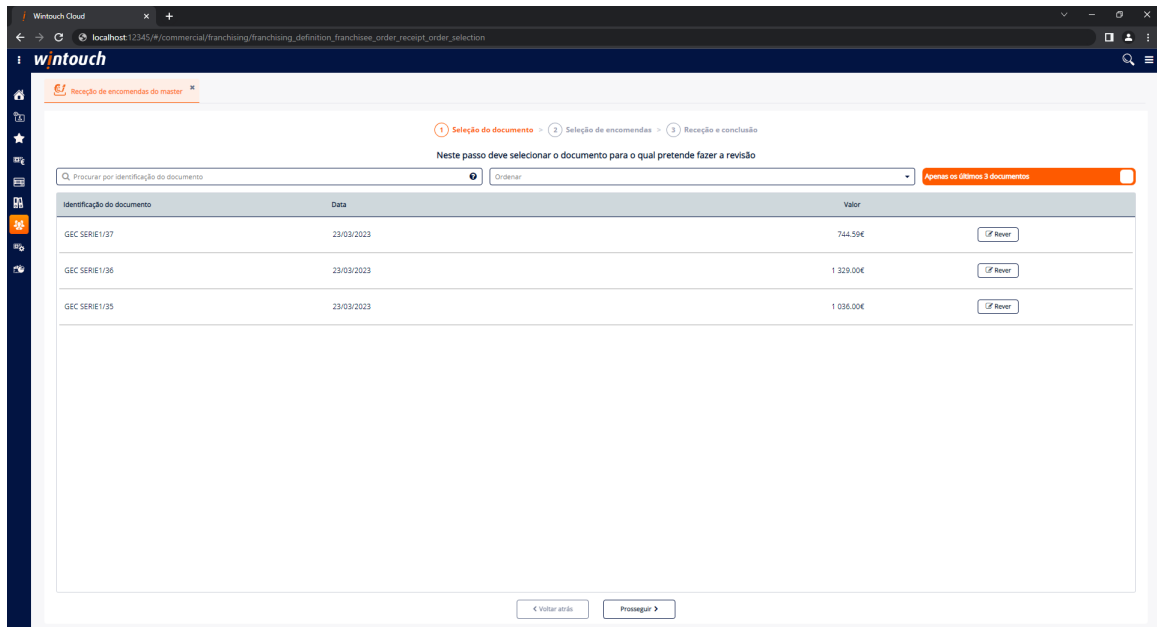 Wintouch Cloud
localhost:12345/#/commercial/franchising/franchising_definition_franchisee_order_receipt_order_selection
wintouch
Receção de encomendas do master
1 Seleção do documento > 2 Seleção de encomendas > 3 Receção e conclusão
Neste passo deve selecionar o documento para o qual pretende fazer a revisão
Procurar por identificação do documento Ordenar Apenas os últimos 3 documentos
Identificação do documento Data Valor
GEC SERIE1/37 23/03/2023 744.59€ Rever
GEC SERIE1/36 23/03/2023 1 329.00€ Rever
GEC SERIE1/35 23/03/2023 1 036.00€ Rever
< Voltar atrás Prosseguir >